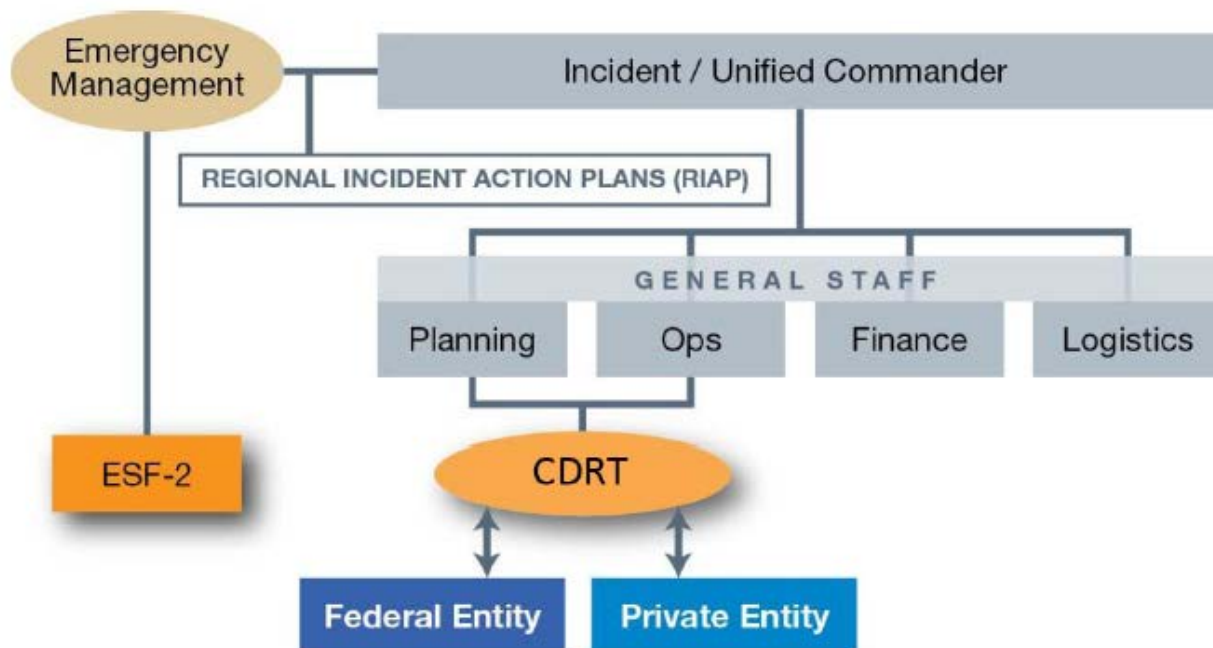 Emergency
Management
Incident / Unified Commander
REGIONAL INCIDENT ACTION PLANS (RIAP)
GENERAL STAFF
Planning
Ops
Finance
Logistics
ESF-2
CDRT
Federal Entity
Private Entity